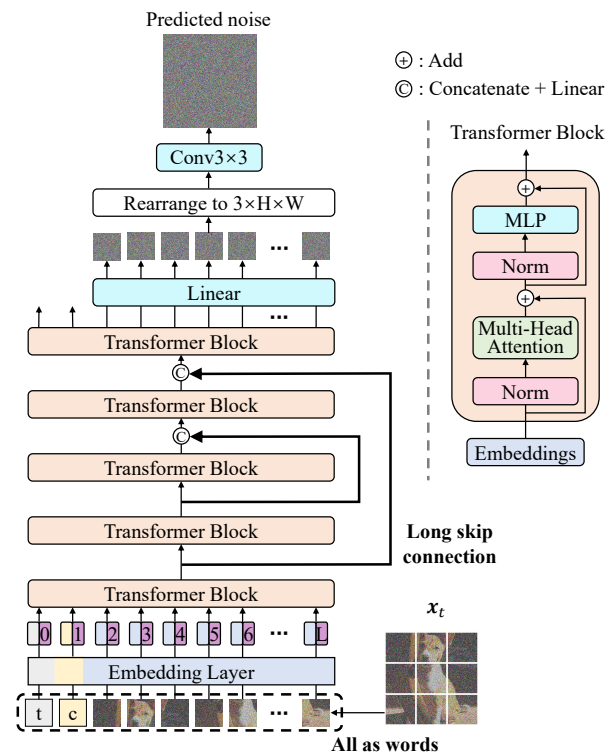 Predicted noise
Conv3×3
Rearrange to 3×H×W
...
Linear
...
Transformer Block
C
Transformer Block
C
Transformer Block
Transformer Block
Long skip
connection
Transformer Block
0 1 2 3 4 5 6 ... L
Embedding Layer
t c ...
All as words
xₜ
+ : Add
C : Concatenate + Linear
Transformer Block
+
MLP
Norm
+
Multi-Head
Attention
Norm
Embeddings